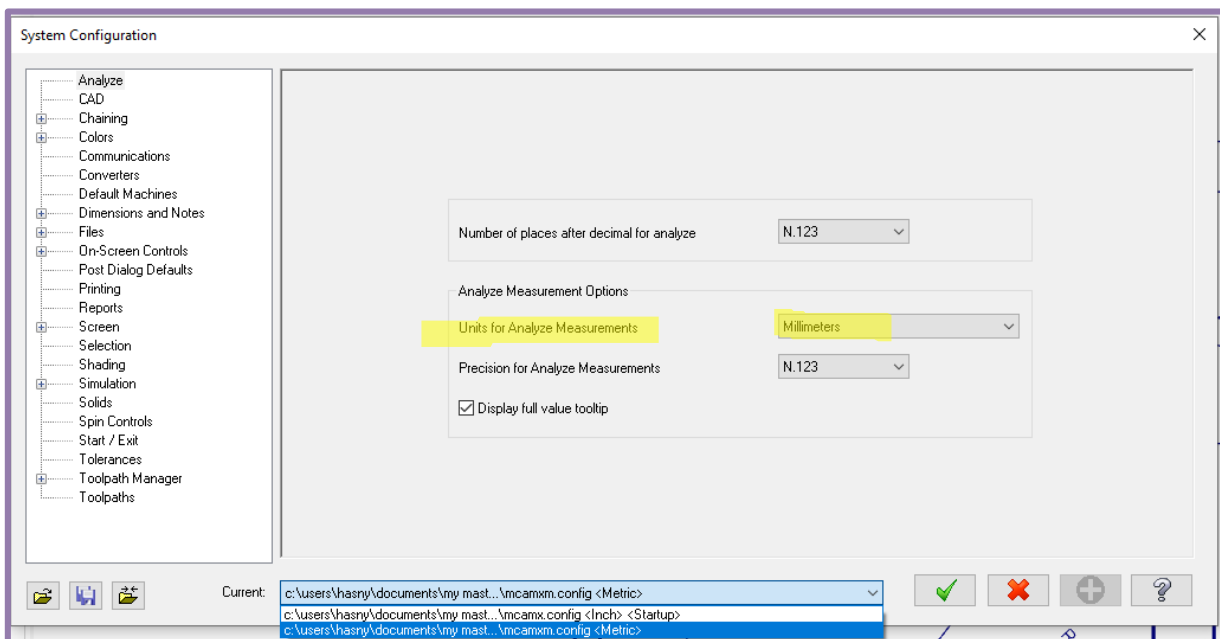 System Configuration
Analyze
CAD
Chaining
Colors
Communications
Converters
Default Machines
Dimensions and Notes
Files
On-Screen Controls
Post Dialog Defaults
Printing
Reports
Screen
Selection
Shading
Simulation
Solids
Spin Controls
Start / Exit
Tolerances
Toolpath Manager
Toolpaths
Number of places after decimal for analyze N.123
Analyze Measurement Options
Units for Analyze Measurements Millimeters
Precision for Analyze Measurements N.123
Display full value tooltip
Current: c:\users\hasny\documents\my mast...\mcamxm.config <Metric>
c:\users\hasny\documents\my mast...\mcamx.config <Inch> <Startup>
c:\users\hasny\documents\my mast...\mcamxm.config <Metric>